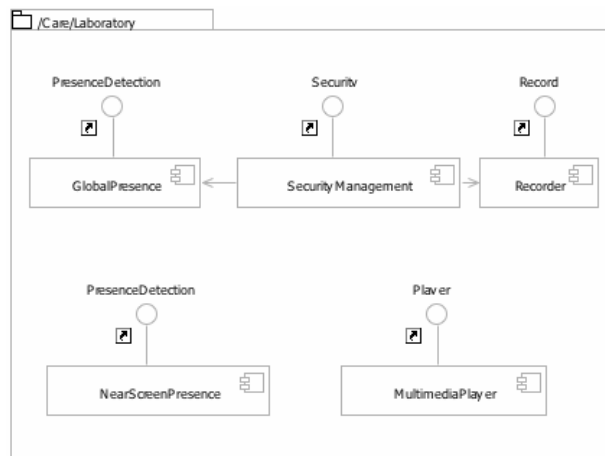 /Care/Laboratory
PresenceDetection
Security
Record
GlobalPresence
Security Management
Recorder
PresenceDetection
Player
NearScreenPresence
MultimediaPlayer